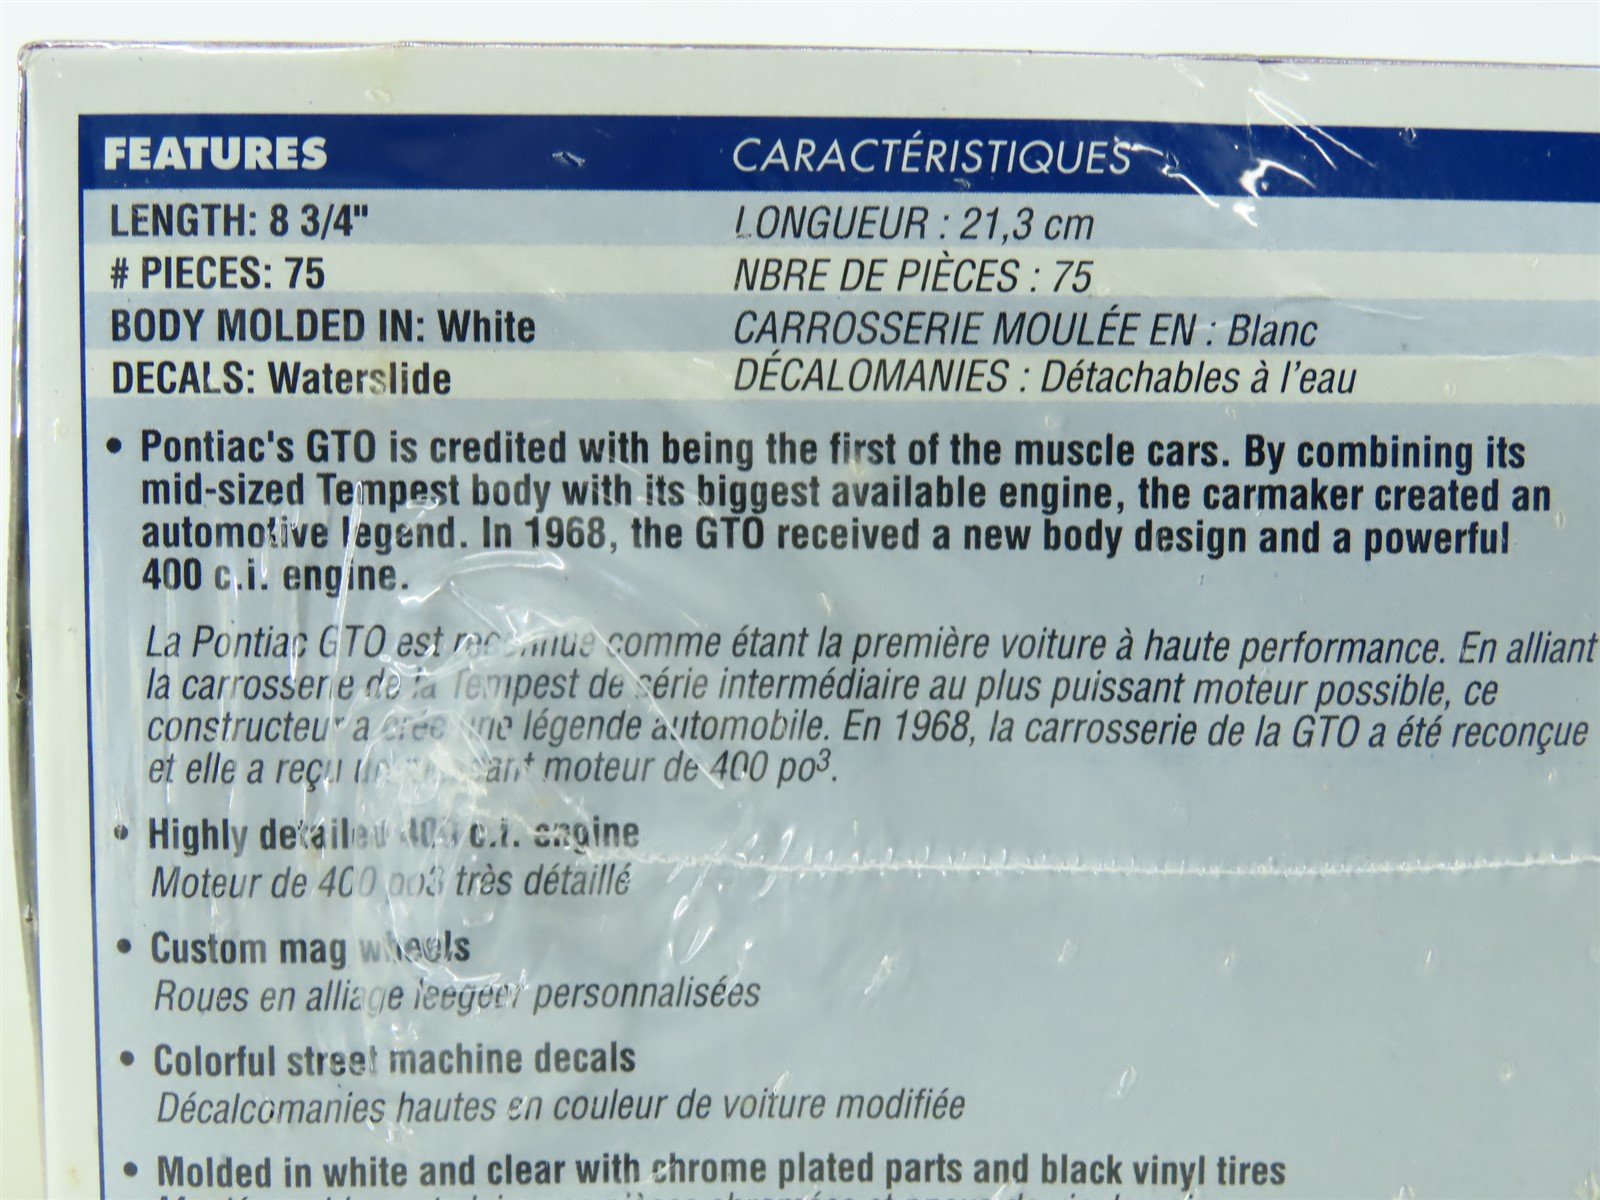 FEATURES CARACTÉRISTIQUES
LENGTH: 8 3/4" LONGUEUR : 21,3 cm
# PIECES: 75 NBRE DE PIÈCES : 75
BODY MOLDED IN: White CARROSSERIE MOULÉE EN : Blanc
DECALS: Waterslide DÉCALOMANIES : Détachables à l'eau
• Pontiac's GTO is credited with being the first of the muscle cars. By combining its
mid-sized Tempest body with its biggest available engine, the carmaker created an
automotive legend. In 1968, the GTO received a new body design and a powerful
400 c.i. engine.
La Pontiac GTO est reconnue comme étant la première voiture à haute performance. En alliant
la carrosserie de la Tempest de série intermédiaire au plus puissant moteur possible, ce
constructeur a crée une légende automobile. En 1968, la carrosserie de la GTO a été reconçue
et elle a reçu un puissant moteur de 400 po³.
• Highly detailed 400 c.i. engine
Moteur de 400 po3 très détaillé
• Custom mag wheels
Roues en alliage leegeer personnalisées
• Colorful street machine decals
Décalcomanies hautes en couleur de voiture modifiée
• Molded in white and clear with chrome plated parts and black vinyl tires